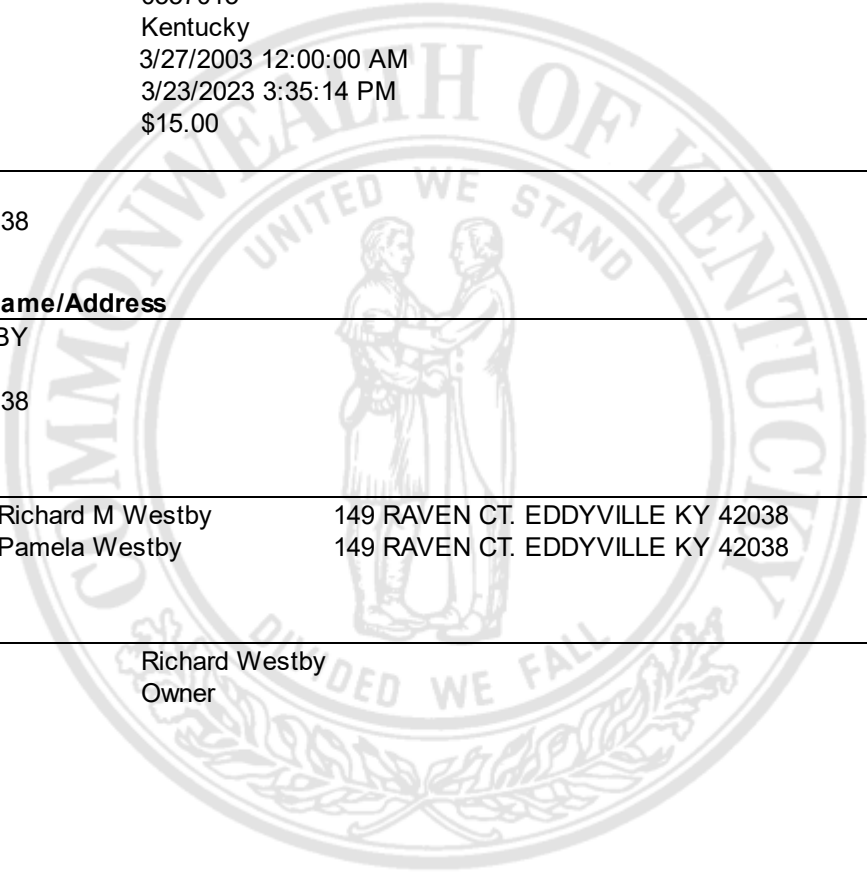 Kentucky
3/27/2003 12:00:00 AM
3/23/2023 3:35:14 PM
$15.00
38
ame/Address
BY
38
Richard M Westby 149 RAVEN CT. EDDYVILLE KY 42038
Pamela Westby 149 RAVEN CT. EDDYVILLE KY 42038
Richard Westby
Owner
COMMONWEALTH OF KENTUCKY
UNITED WE STAND
DIVIDED WE FALL